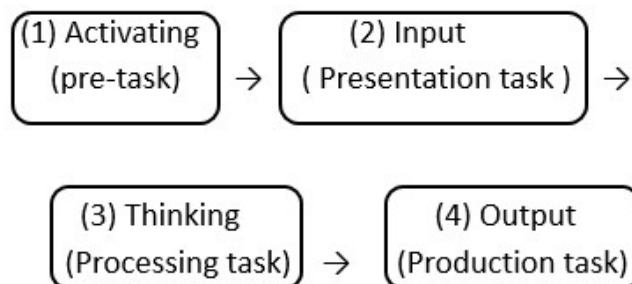 (1) Activating
(pre-task)
→
(2) Input
( Presentation task )
→
(3) Thinking
(Processing task)
→
(4) Output
(Production task)